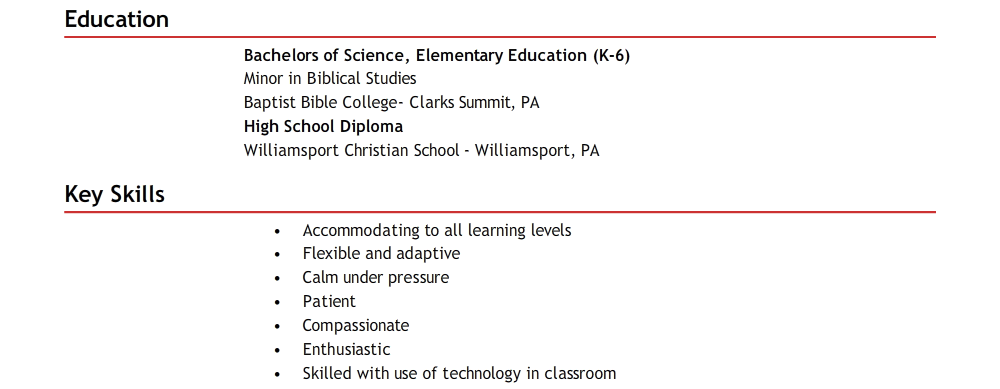 Education
Bachelors of Science, Elementary Education (K-6)
Minor in Biblical Studies
Baptist Bible College- Clarks Summit, PA
High School Diploma
Williamsport Christian School - Williamsport, PA
Key Skills
• Accommodating to all learning levels
• Flexible and adaptive
• Calm under pressure
• Patient
• Compassionate
• Enthusiastic
• Skilled with use of technology in classroom